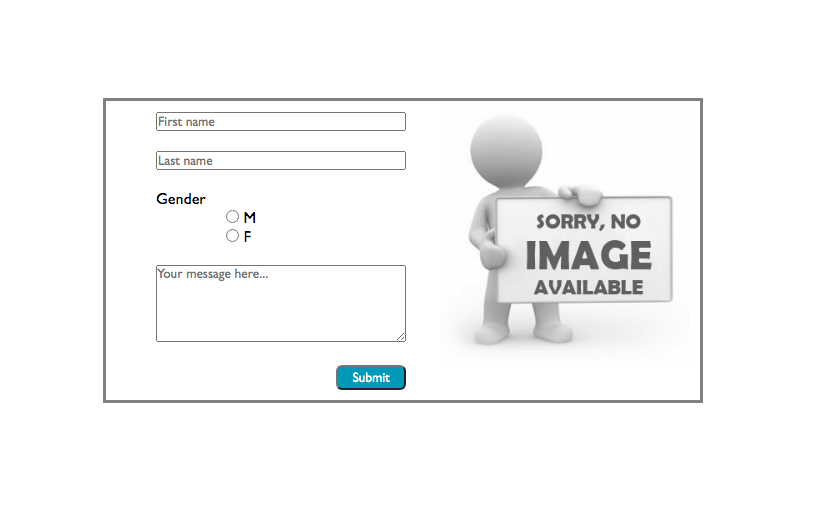 First name
Last name
Gender
M
F
Your message here...
Submit
SORRY, NO
IMAGE
AVAILABLE